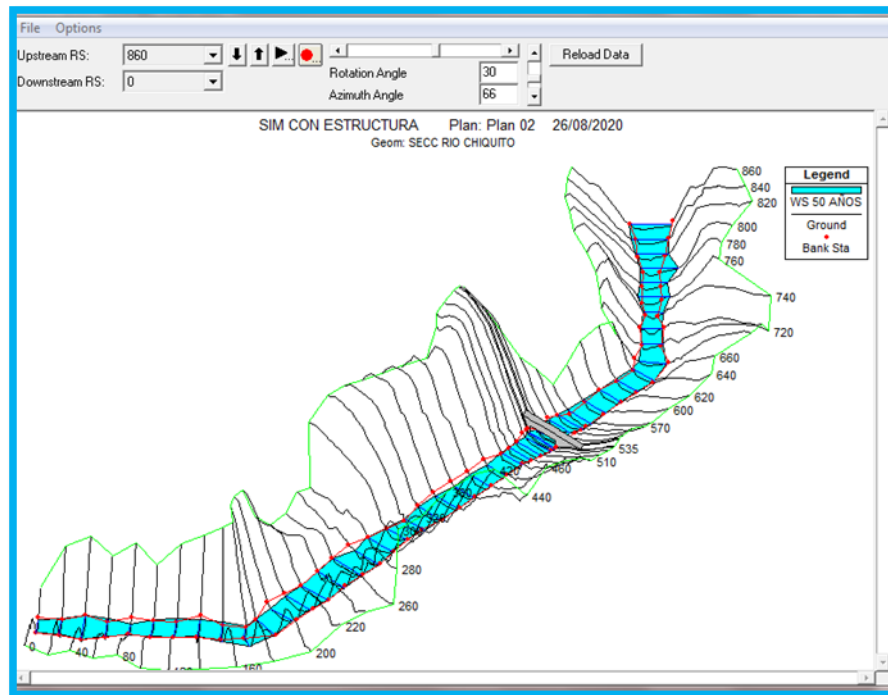 File Options
Upstream RS: 860
Reload Data
Rotation Angle 30
Downstream RS: 0
Azimuth Angle 66
SIM CON ESTRUCTURA Plan: Plan 02 26/08/2020
Geom: SECC RIO CHIQUITO
Legend
WS 50 AÑOS
Ground
Bank Sta
860
840
820
800
780
760
740
720
660
640
620
600
570
535
510
460
440
420
280
260
220
200
160
80
40
0